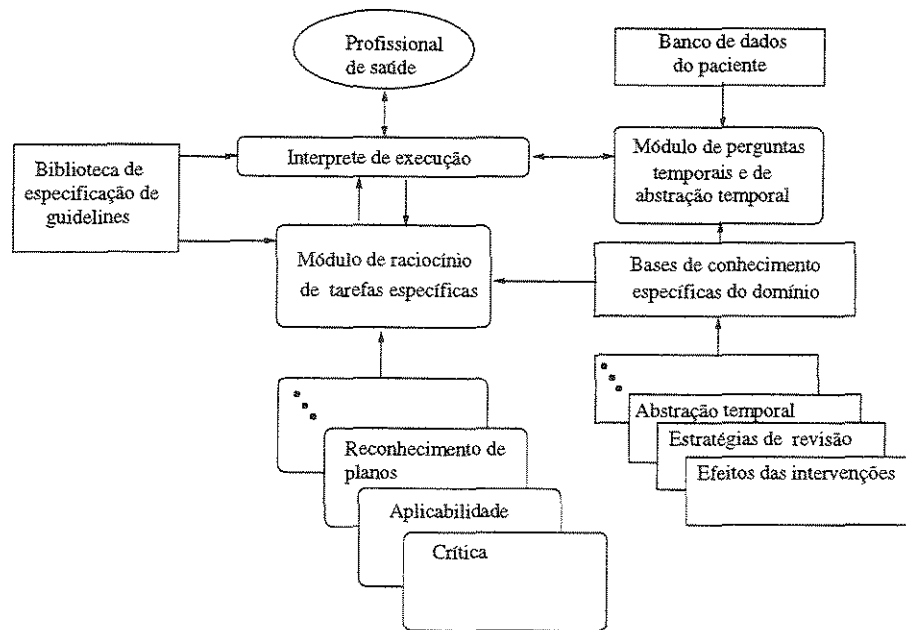 Profissional
de saúde
Banco de dados
do paciente
Biblioteca de
especificação de
guidelines
Interprete de execução
Módulo de perguntas
temporais e de
abstração temporal
Módulo de raciocínio
de tarefas específicas
Bases de conhecimento
específicas do domínio
Reconhecimento de
planos
Aplicabilidade
Crítica
Abstração temporal
Estratégias de revisão
Efeitos das intervenções